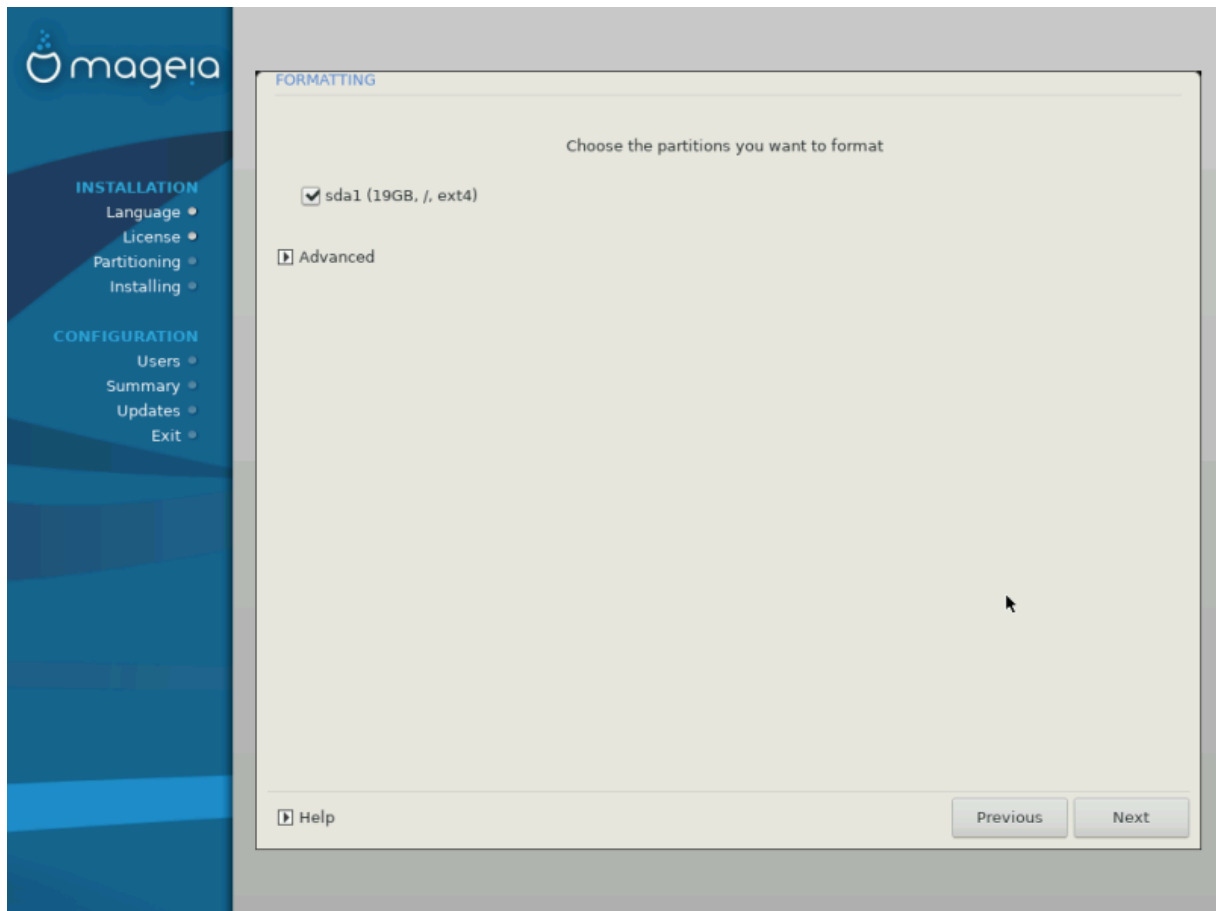 mageia
INSTALLATION
Language
License
Partitioning
Installing
CONFIGURATION
Users
Summary
Updates
Exit
FORMATTING
Choose the partitions you want to format
sda1 (19GB, /, ext4)
Advanced
Help
Previous
Next